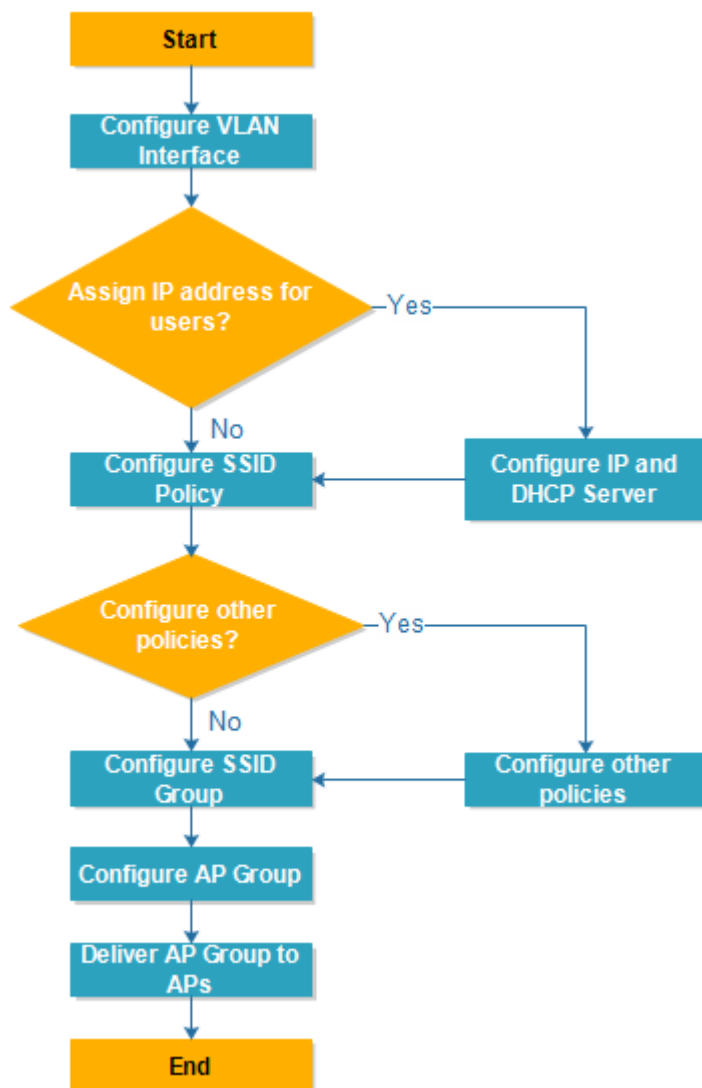 Start
Configure VLAN
Interface
Assign IP address for
users?
Yes
No
Configure SSID
Policy
Configure IP and
DHCP Server
Configure other
policies?
Yes
No
Configure SSID
Group
Configure other
policies
Configure AP Group
Deliver AP Group to
APs
End